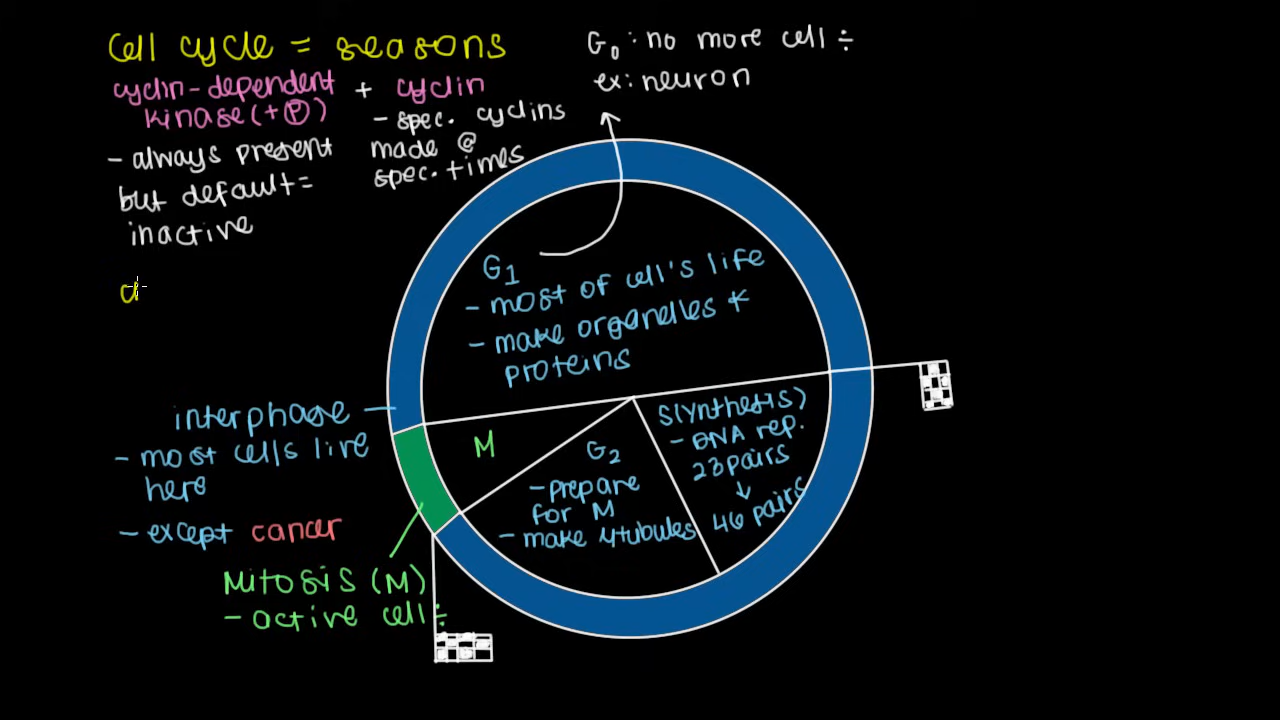 Cell cycle = seasons
cyclin-dependent + cyclin
kinase (+ Ⓟ)
- always present
but default =
inactive
- spec. cyclins
made @
spec. times
G₀: no more cell ÷
ex: neuron
G₁
- most of cell's life
- make organelles &
proteins
S(ynthesis)
- DNA rep.
23 pairs
↓
46 pairs
G₂
- prepare
for M
- make μtubules
M
interphase
- most cells live
here
- except cancer
Mitosis (M)
- active cell ÷